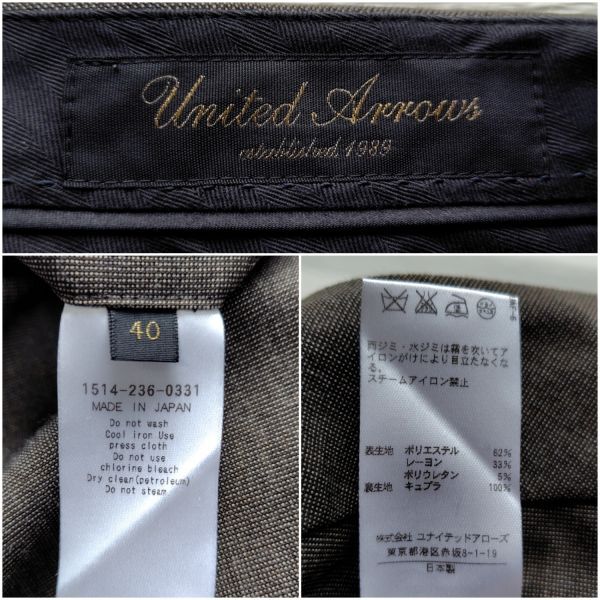 United Arrows
established 1989
40
1514-236-0331
MADE IN JAPAN
Do not wash
Cool iron Use
press cloth
Do not use
chlorine bleach
Dry clean(petroleum)
Do not steam
雨ジミ・水ジミは霧を吹いてア
イロンがけにより目立たなくな
る。
スチームアイロン禁止
表生地 ポリエステル 62%
レーヨン 33%
ポリウレタン 5%
裏生地 キュプラ 100%
株式会社 ユナイテッドアローズ
東京都港区赤坂8-1-19
日本製